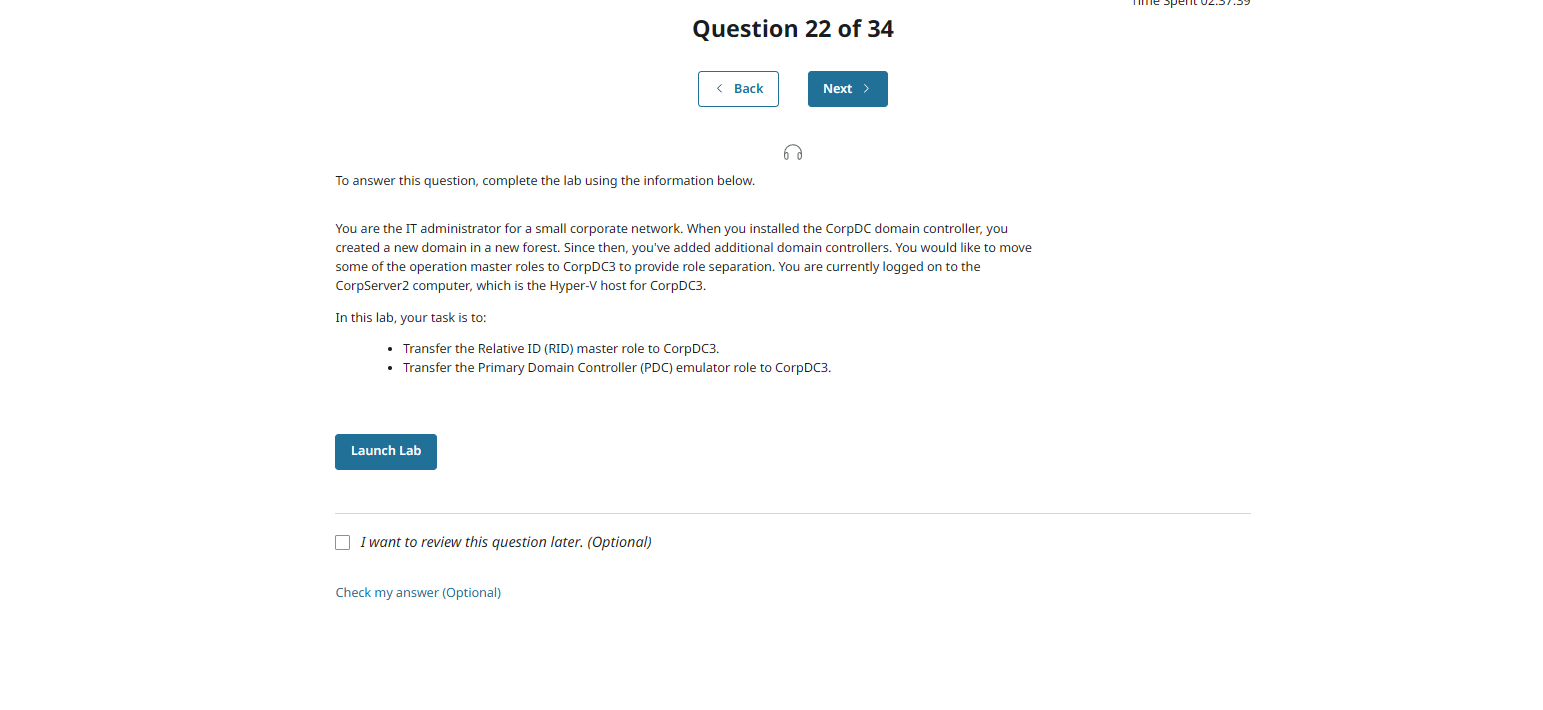 Time Spent 02:37:39
Question 22 of 34
Back
Next
To answer this question, complete the lab using the information below.
You are the IT administrator for a small corporate network. When you installed the CorpDC domain controller, you
created a new domain in a new forest. Since then, you've added additional domain controllers. You would like to move
some of the operation master roles to CorpDC3 to provide role separation. You are currently logged on to the
CorpServer2 computer, which is the Hyper-V host for CorpDC3.
In this lab, your task is to:
• Transfer the Relative ID (RID) master role to CorpDC3.
• Transfer the Primary Domain Controller (PDC) emulator role to CorpDC3.
Launch Lab
I want to review this question later. (Optional)
Check my answer (Optional)